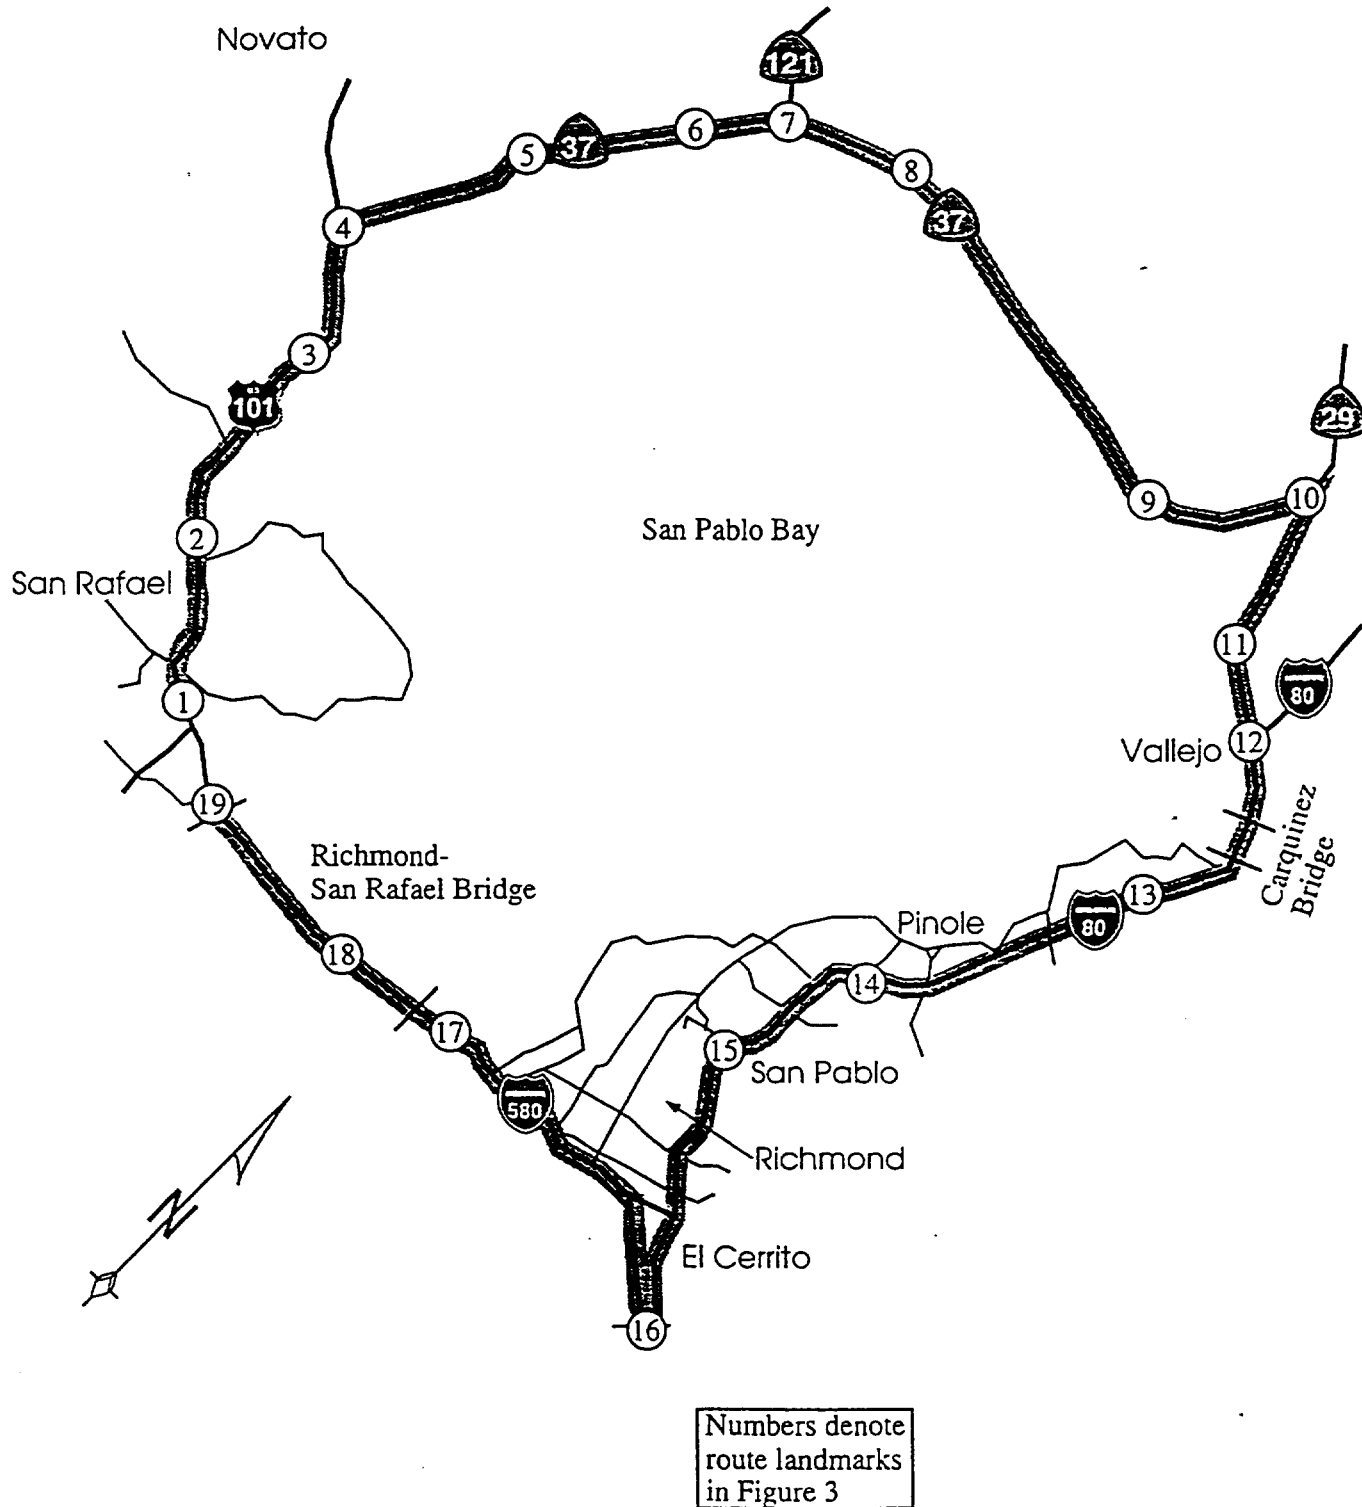 Novato
121
7
6
37
5
8
37
4
3
101
29
9
10
San Pablo Bay
2
San Rafael
11
80
1
12
Vallejo
19
Carquinez
Bridge
Richmond-
San Rafael Bridge
13
80
Pinole
18
14
17
15
San Pablo
580
Richmond
N
El Cerrito
16
Numbers denote
route landmarks
in Figure 3